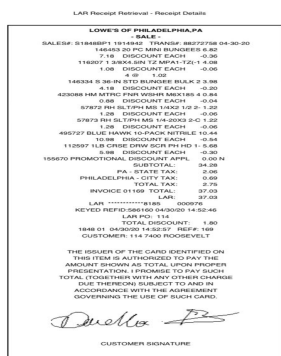 LAR Receipt Retrieval - Receipt Details
LOWE'S OF PHILADELPHIA,PA
- SALE -
SALES#: S1848BP1 1914942 TRANS#: 88272758 04-30-20
146453 20 PC MINI BUNGEES 6.82
7.18 DISCOUNT EACH -0.36
116207 1 3/8X4.5IN TZ MPA1-TZ(-1 4.08
1.08 DISCOUNT EACH -0.06
4 @ 1.02
146334 S 36-IN STD BUNGEE BULK 2 3.98
4.18 DISCOUNT EACH -0.20
423088 HM MTRC FNR WSHR M6X185 4 0.84
0.88 DISCOUNT EACH -0.04
57872 RH SLT/PH MS 1/4X2 1/2 2- 1.22
1.28 DISCOUNT EACH -0.06
57873 RH SLT/PH MS 1/4-20X3 2-C 1.22
1.28 DISCOUNT EACH -0.06
495727 BLUE HAWK 10-PACK NITRILE 10.44
10.98 DISCOUNT EACH -0.54
112597 1LB CRSE DRW SCR PH HD 1- 5.68
5.98 DISCOUNT EACH -0.30
155670 PROMOTIONAL DISCOUNT APPL 0.00 N
SUBTOTAL: 34.28
PA - STATE TAX: 2.06
PHILADELPHIA - CITY TAX: 0.69
TOTAL TAX: 2.75
INVOICE 01169 TOTAL: 37.03
LAR: 37.03
LAR ************8185 000976
KEYED REFID:586160 04/30/20 14:52:46
LAR PO: 114
TOTAL DISCOUNT: 1.80
1848 01 04/30/20 14:52:57 REF#: 169
CUSTOMER: 114 7400 ROOSEVELT
THE ISSUER OF THE CARD IDENTIFIED ON
THIS ITEM IS AUTHORIZED TO PAY THE
AMOUNT SHOWN AS TOTAL UPON PROPER
PRESENTATION. I PROMISE TO PAY SUCH
TOTAL (TOGETHER WITH ANY OTHER CHARGE
DUE THEREON) SUBJECT TO AND IN
ACCORDANCE WITH THE AGREEMENT
GOVERNING THE USE OF SUCH CARD.
CUSTOMER SIGNATURE